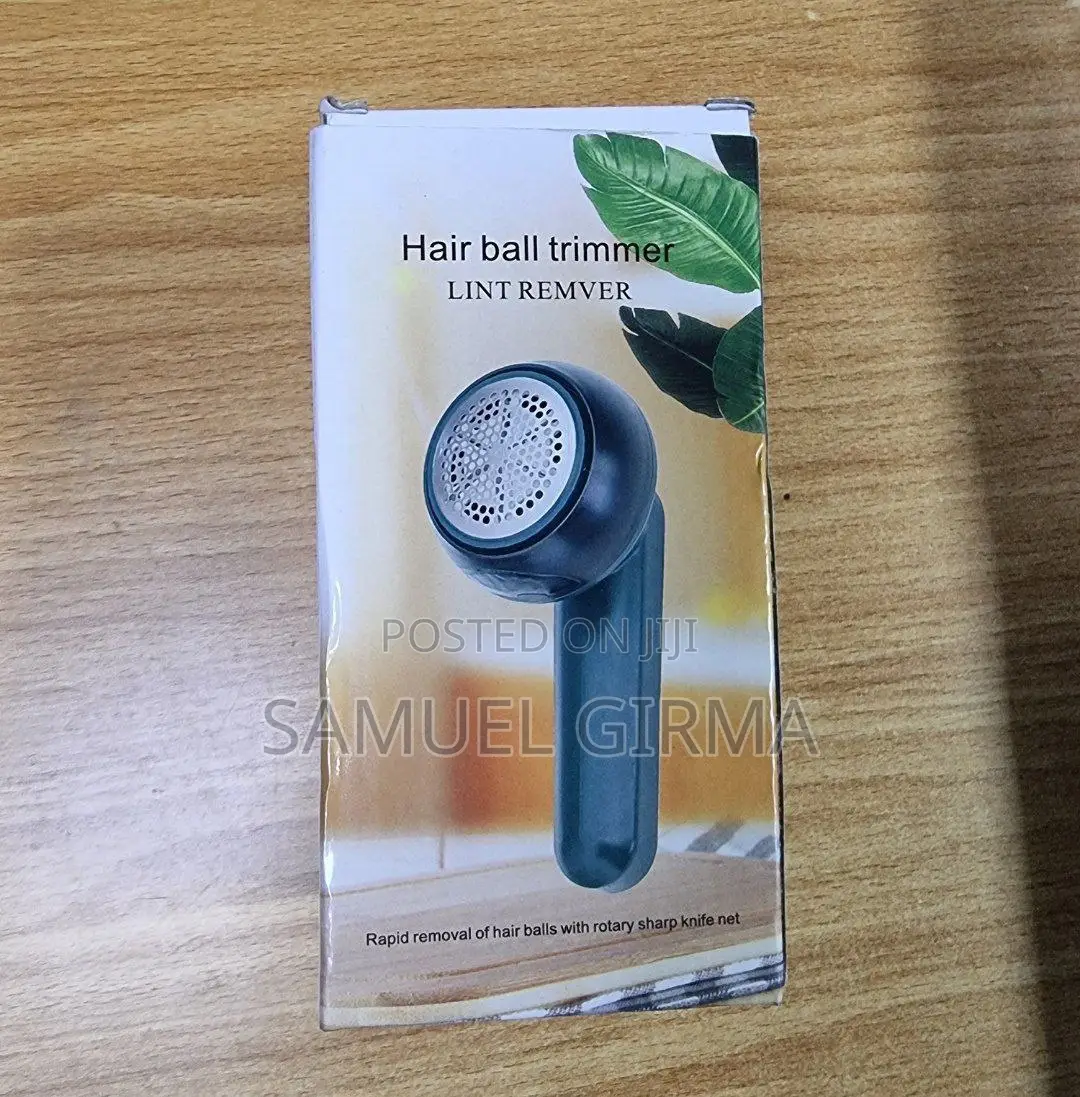 Hair ball trimmer
LINT REMVER
POSTED ON JIJI
SAMUEL GIRMA
Rapid removal of hair balls with rotary sharp knife net